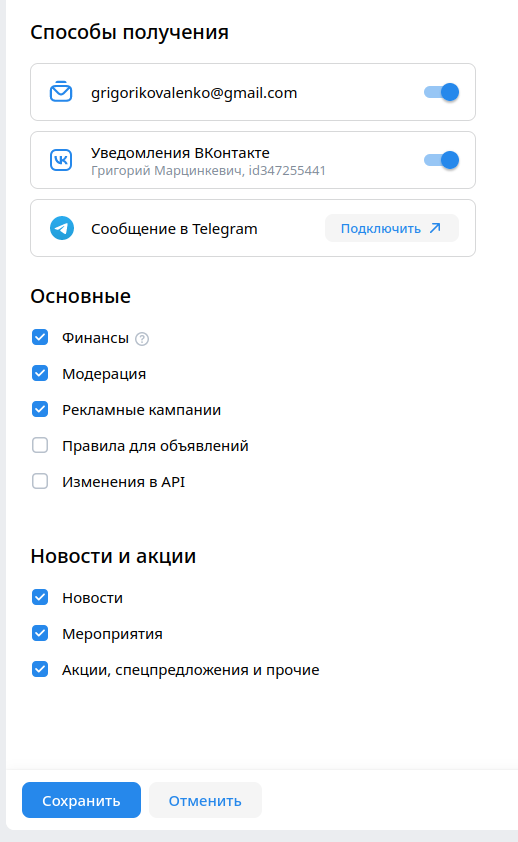 Способы получения
grigorikovalenko@gmail.com
Уведомления ВКонтакте
Григорий Марцинкевич, id347255441
Сообщение в Telegram
Подключить
Основные
Финансы ?
Модерация
Рекламные кампании
Правила для объявлений
Изменения в API
Новости и акции
Новости
Мероприятия
Акции, спецпредложения и прочие
Сохранить
Отменить